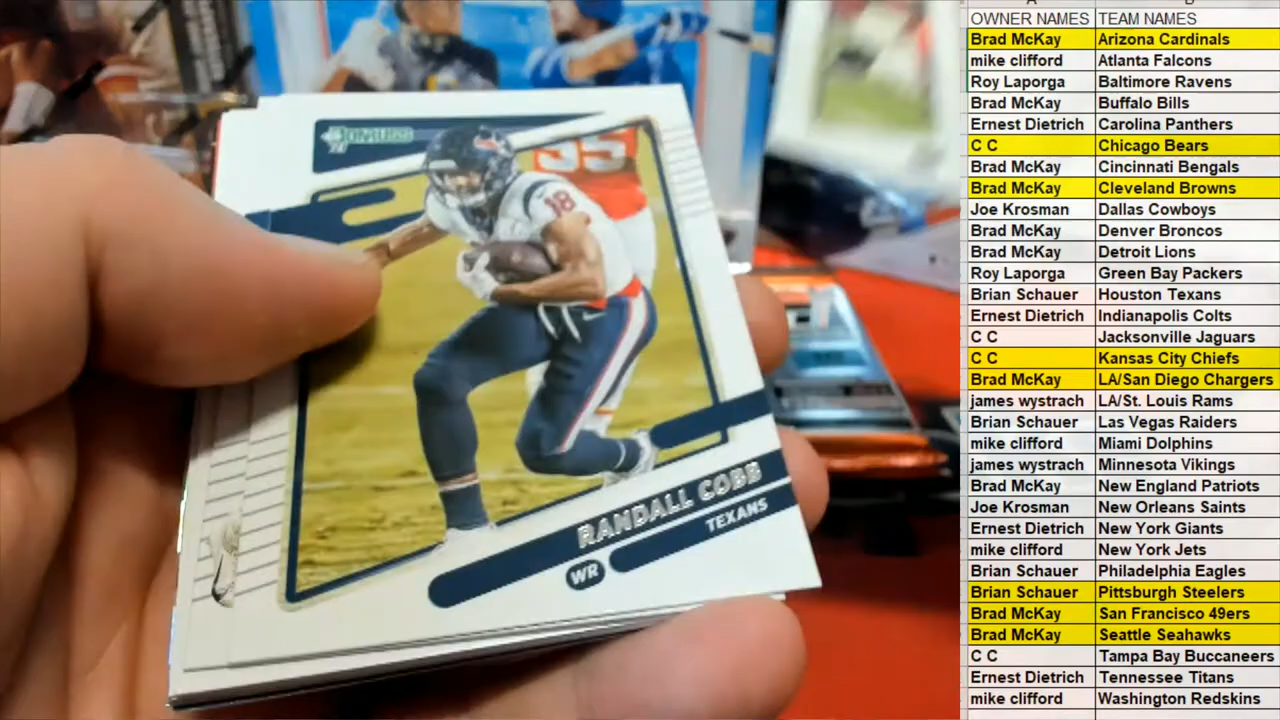 DONRUSS
95
18
RANDALL COBB
TEXANS
WR
OWNER NAMES TEAM NAMES
Brad McKay Arizona Cardinals
mike clifford Atlanta Falcons
Roy Laporga Baltimore Ravens
Brad McKay Buffalo Bills
Ernest Dietrich Carolina Panthers
C C Chicago Bears
Brad McKay Cincinnati Bengals
Brad McKay Cleveland Browns
Joe Krosman Dallas Cowboys
Brad McKay Denver Broncos
Brad McKay Detroit Lions
Roy Laporga Green Bay Packers
Brian Schauer Houston Texans
Ernest Dietrich Indianapolis Colts
C C Jacksonville Jaguars
C C Kansas City Chiefs
Brad McKay LA/San Diego Chargers
james wystrach LA/St. Louis Rams
Brian Schauer Las Vegas Raiders
mike clifford Miami Dolphins
james wystrach Minnesota Vikings
Brad McKay New England Patriots
Joe Krosman New Orleans Saints
Ernest Dietrich New York Giants
mike clifford New York Jets
Brian Schauer Philadelphia Eagles
Brian Schauer Pittsburgh Steelers
Brad McKay San Francisco 49ers
Brad McKay Seattle Seahawks
C C Tampa Bay Buccaneers
Ernest Dietrich Tennessee Titans
mike clifford Washington Redskins